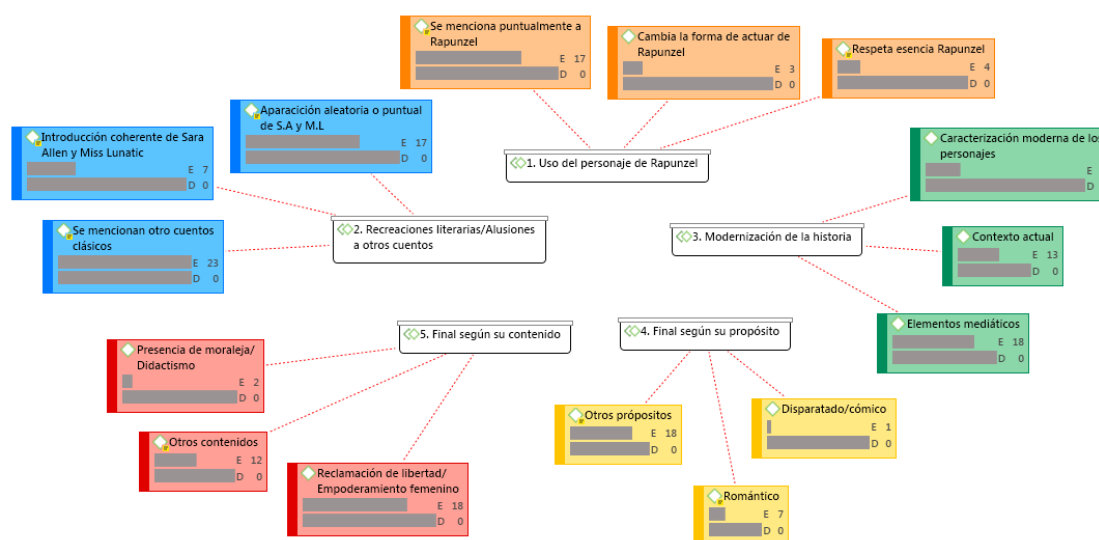 Se menciona puntualmente a
Rapunzel
E 17
D 0
Cambia la forma de actuar de
Rapunzel
E 3
D 0
Respeta esencia Rapunzel
E 4
D 0
1. Uso del personaje de Rapunzel
Aparacición aleatoria o puntual
de S.A y M.L
E 17
D 0
Introducción coherente de Sara
Allen y Miss Lunatic
E 7
D 0
Se mencionan otro cuentos
clásicos
E 23
D 0
2. Recreaciones literarias/Alusiones
a otros cuentos
Caracterización moderna de los
personajes
E
D
3. Modernización de la historia
Contexto actual
E 13
D 0
Elementos mediáticos
E 18
D 0
5. Final según su contenido
Presencia de moraleja/
Didactismo
E 2
D 0
Otros contenidos
E 12
D 0
Reclamación de libertad/
Empoderamiento femenino
E 18
D 0
4. Final según su propósito
Otros própositos
E 18
D 0
Disparatado/cómico
E 1
D 0
Romántico
E 7
D 0